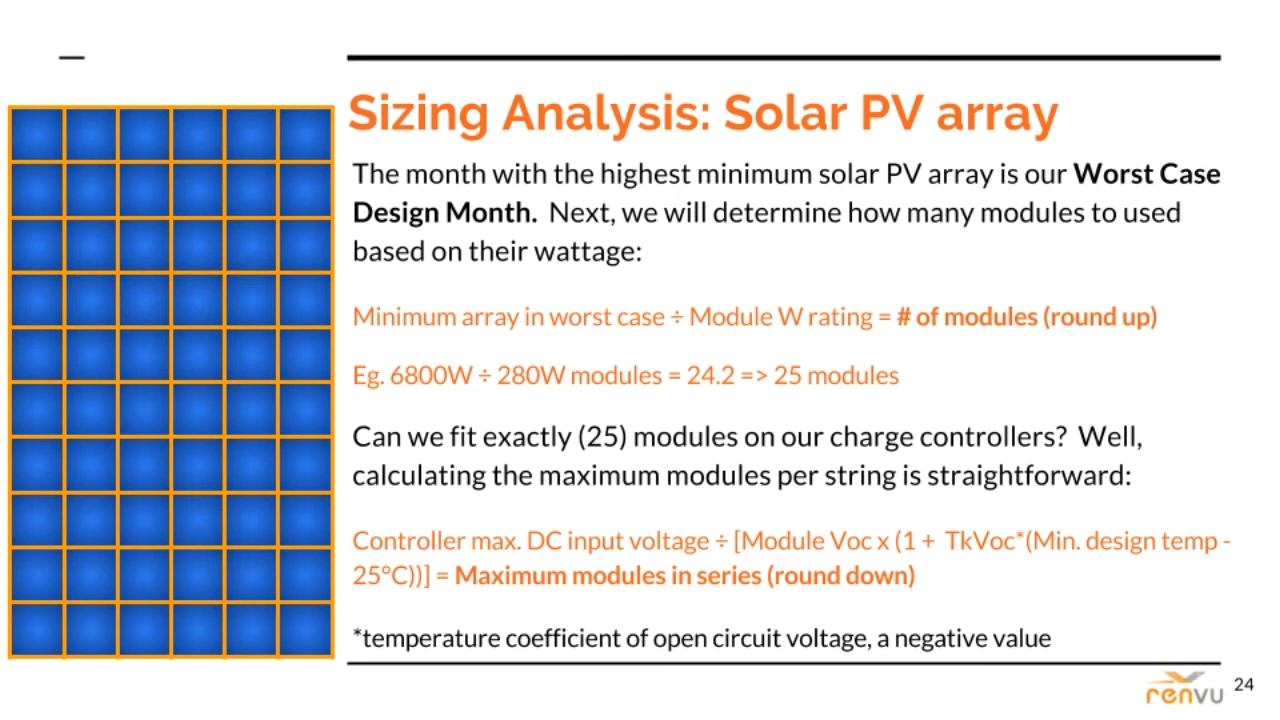 Sizing Analysis: Solar PV array
The month with the highest minimum solar PV array is our Worst Case
Design Month.  Next, we will determine how many modules to used
based on their wattage:
Minimum array in worst case ÷ Module W rating = # of modules (round up)
Eg. 6800W ÷ 280W modules = 24.2 => 25 modules
Can we fit exactly (25) modules on our charge controllers?  Well,
calculating the maximum modules per string is straightforward:
Controller max. DC input voltage ÷ [Module Voc x (1 +  TkVoc*(Min. design temp -
25°C))] = Maximum modules in series (round down)
*temperature coefficient of open circuit voltage, a negative value
renvu
24